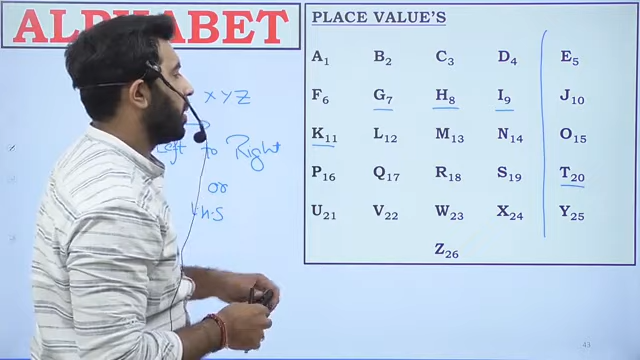 ALPHABET
PLACE VALUE'S
A1 B2 C3 D4 E5
F6 G7 H8 I9 J10
K11 L12 M13 N14 O15
P16 Q17 R18 S19 T20
U21 V22 W23 X24 Y25
Z26
XYZ
Left to Right
or
L.H.S
43